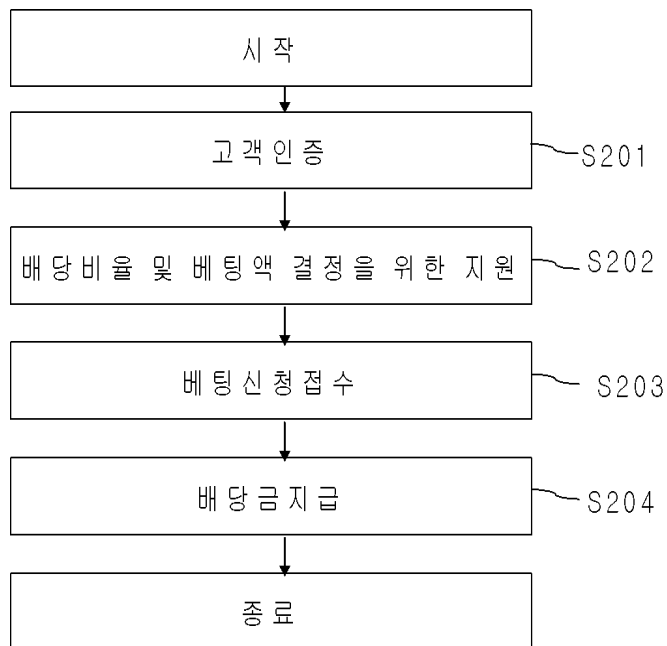 시작
고객인증
S201
배당비율 및 베팅액 결정을 위한 지원
S202
베팅신청접수
S203
배당금지급
S204
종료